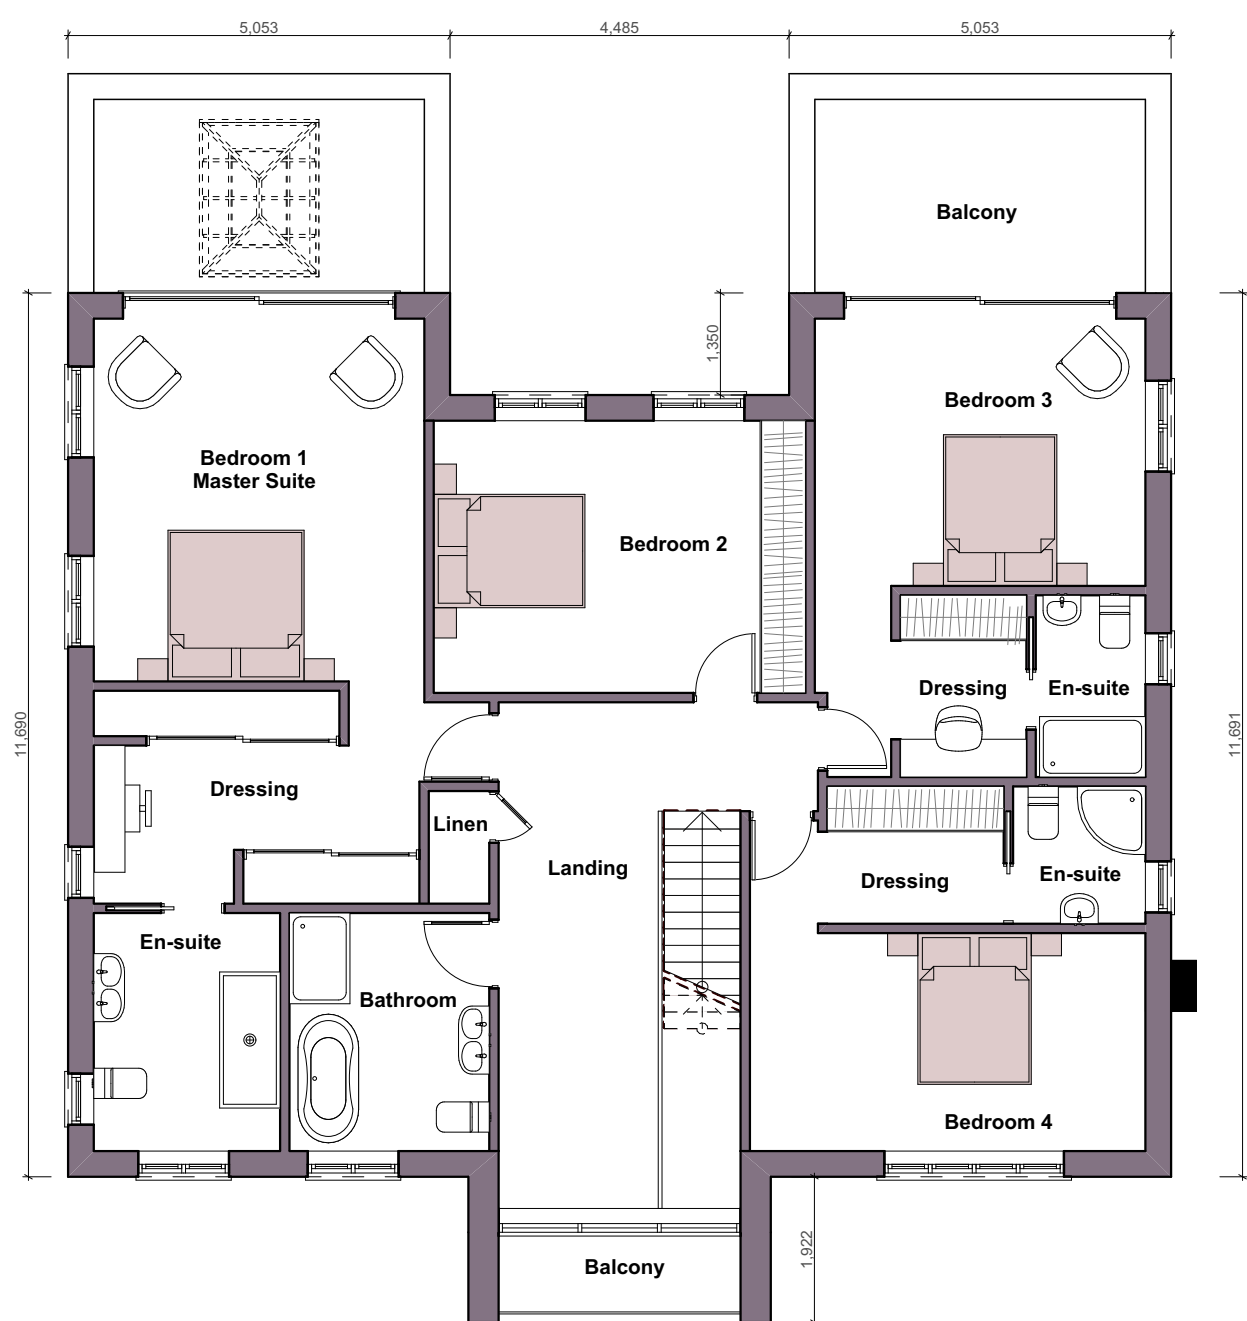 5,053
4,485
5,053
Balcony
1,350
Bedroom 3
Bedroom 1
Master Suite
Bedroom 2
Dressing
En-suite
11,690
11,691
Dressing
Linen
Landing
Dressing
En-suite
En-suite
Bathroom
Bedroom 4
1,922
Balcony